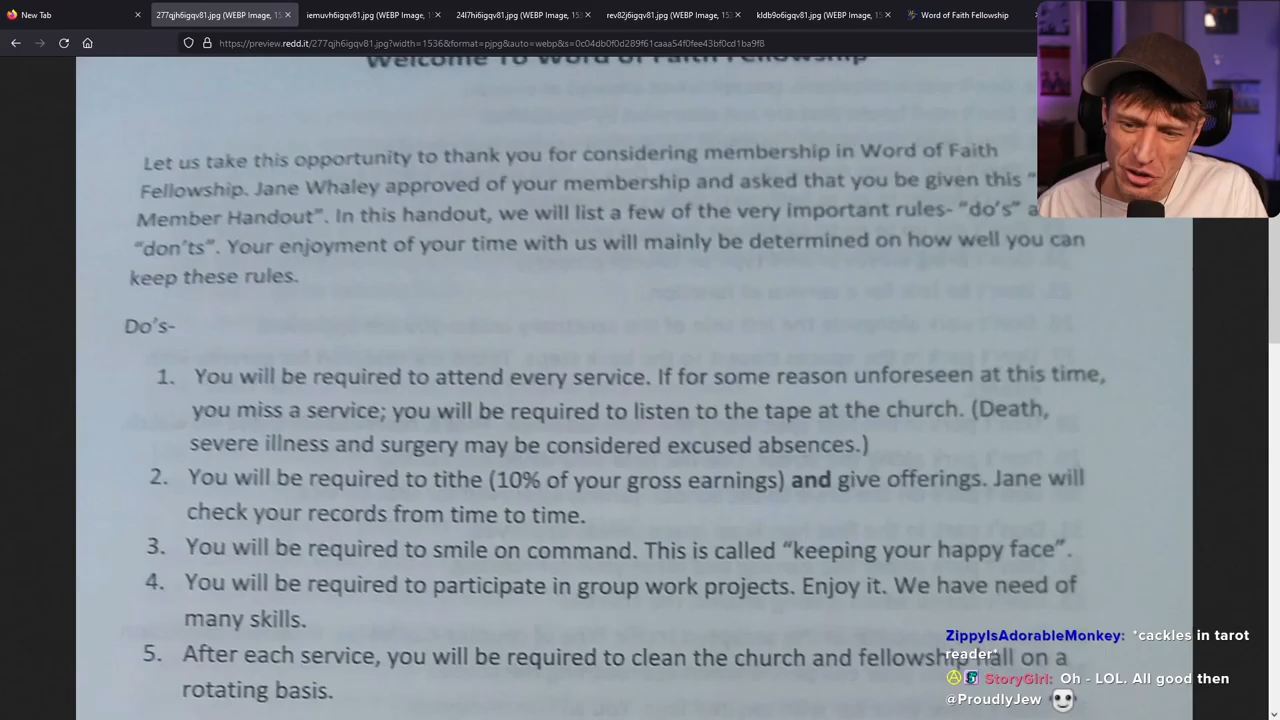 New Tab
277qjh6igqv81.jpg (WEBP Image, 15
iemuvh6igqv81.jpg (WEBP Image,
24l7hi6igqv81.jpg (WEBP Image, 153
rev82j6igqv81.jpg (WEBP Image, 153
kldb9o6igqv81.jpg (WEBP Image, 15
Word of Faith Fellowship
https://preview.redd.it/277qjh6igqv81.jpg?width=1536&format=pjpg&auto=webp&s=0c04db0f0d289f61caaa54f0fee43bf0cd1ba9f8
Welcome To Word of Faith Fellowship
Let us take this opportunity to thank you for considering membership in Word of Faith
Fellowship. Jane Whaley approved of your membership and asked that you be given this "
Member Handout". In this handout, we will list a few of the very important rules- "do's" a
"don'ts". Your enjoyment of your time with us will mainly be determined on how well you can
keep these rules.
Do's-
1. You will be required to attend every service. If for some reason unforeseen at this time,
you miss a service; you will be required to listen to the tape at the church. (Death,
severe illness and surgery may be considered excused absences.)
2. You will be required to tithe (10% of your gross earnings) and give offerings. Jane will
check your records from time to time.
3. You will be required to smile on command. This is called "keeping your happy face".
4. You will be required to participate in group work projects. Enjoy it. We have need of
many skills.
5. After each service, you will be required to clean the church and fellowship hall on a
rotating basis.
ZippyIsAdorableMonkey: *cackles in tarot
reader*
StoryGirl: Oh - LOL. All good then
@ProudlyJew